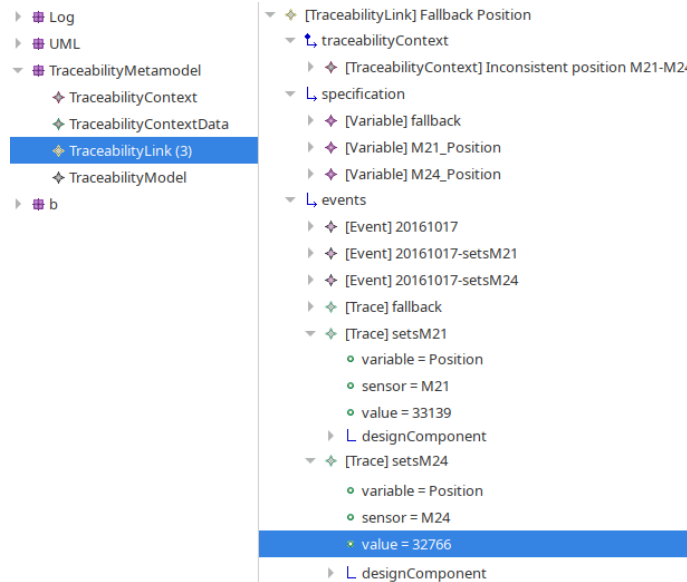 Log
UML
TraceabilityMetamodel
TraceabilityContext
TraceabilityContextData
TraceabilityLink (3)
TraceabilityModel
b
[TraceabilityLink] Fallback Position
traceabilityContext
[TraceabilityContext] Inconsistent position M21-M24
specification
[Variable] fallback
[Variable] M21_Position
[Variable] M24_Position
events
[Event] 20161017
[Event] 20161017-setsM21
[Event] 20161017-setsM24
[Trace] fallback
[Trace] setsM21
variable = Position
sensor = M21
value = 33139
designComponent
[Trace] setsM24
variable = Position
sensor = M24
value = 32766
designComponent